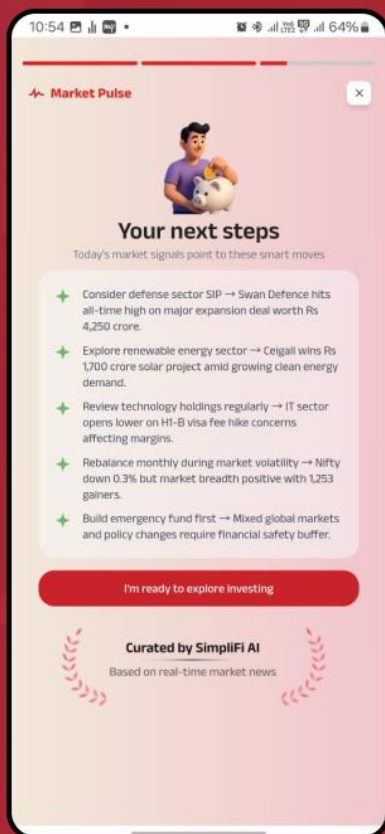 10:54
64%
Market Pulse
Your next steps
Today's market signals point to these smart moves
Consider defense sector SIP → Swan Defence hits
all-time high on major expansion deal worth Rs
4,250 crore.
Explore renewable energy sector → Ceigall wins Rs
1,700 crore solar project amid growing clean energy
demand.
Review technology holdings regularly → IT sector
opens lower on H1-B visa fee hike concerns
affecting margins.
Rebalance monthly during market volatility → Nifty
down 0.3% but market breadth positive with 1,253
gainers.
Build emergency fund first → Mixed global markets
and policy changes require financial safety buffer.
I'm ready to explore investing
Curated by SimpliFi AI
Based on real-time market news